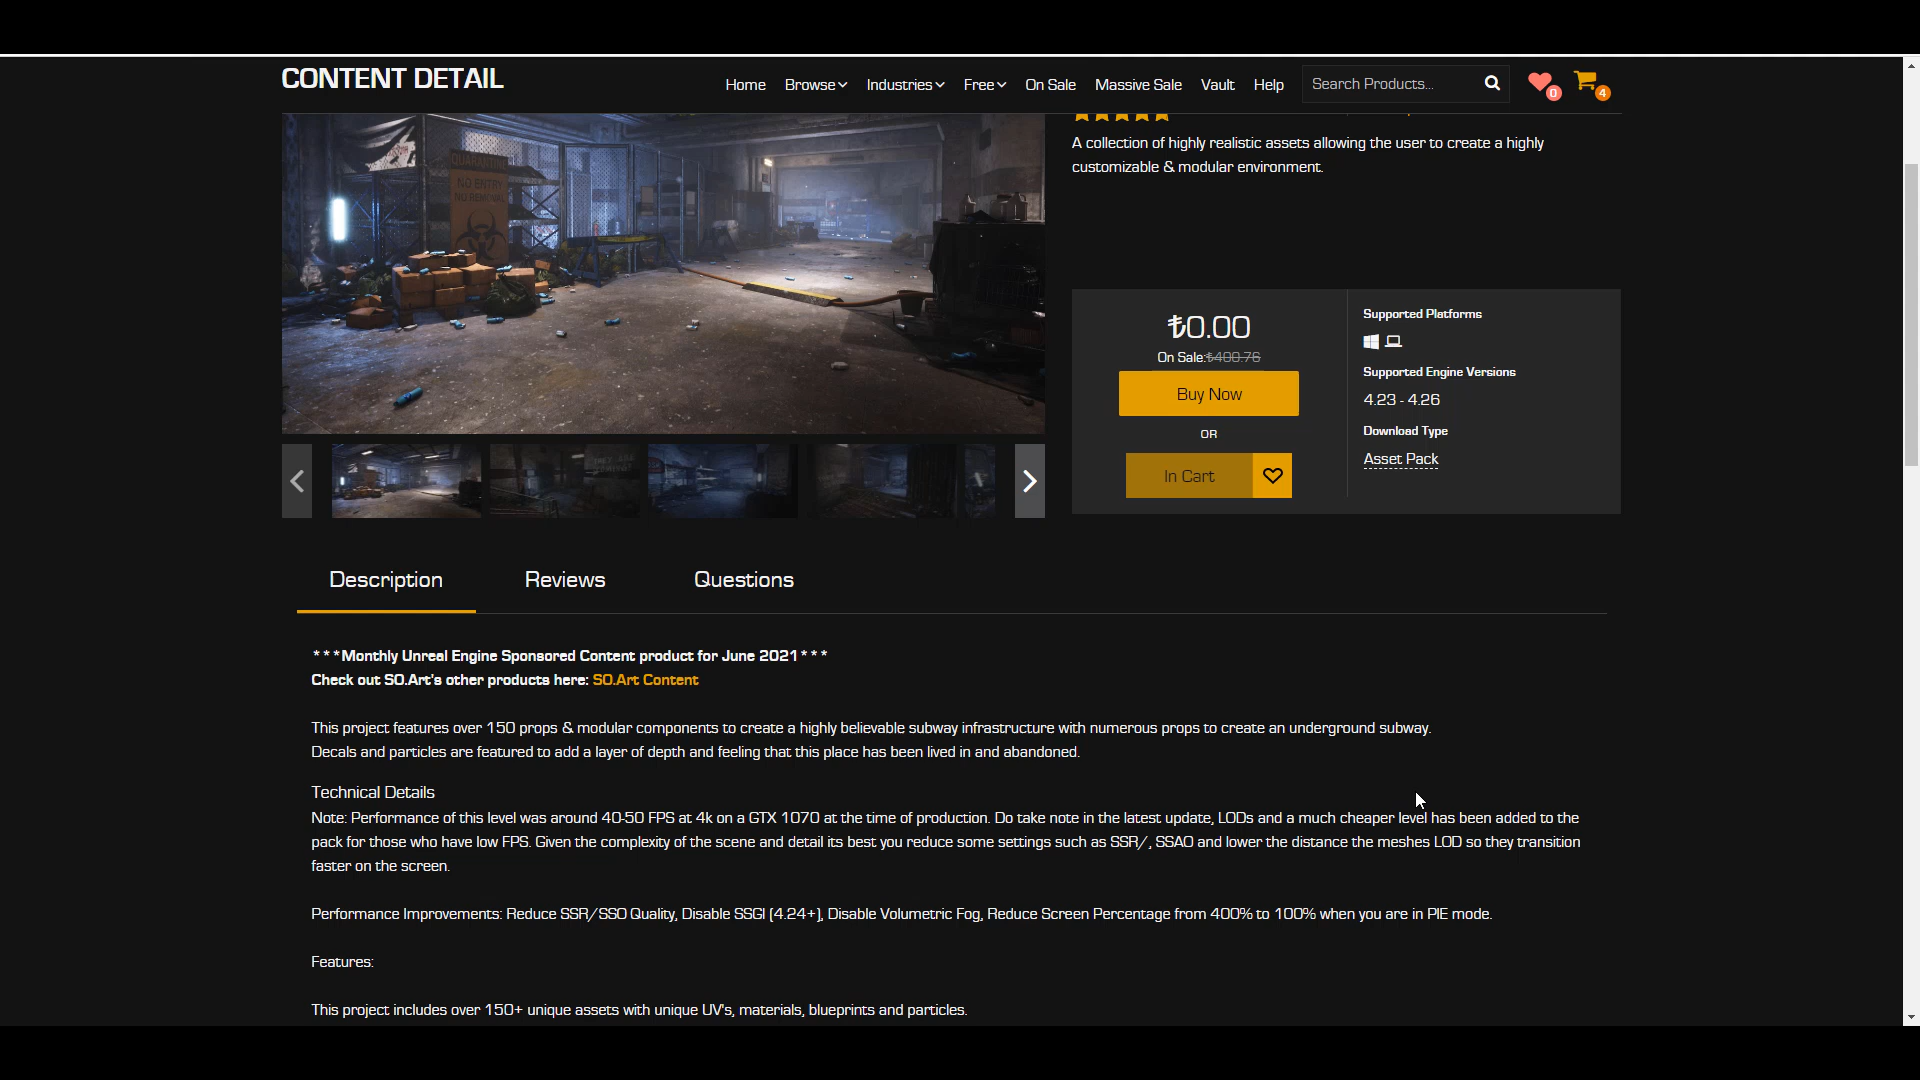 CONTENT DETAIL
Home Browse Industries Free On Sale Massive Sale Vault Help Search Products... 0 4
A collection of highly realistic assets allowing the user to create a highly
customizable & modular environment.
QUARANTINE
NO ENTRY
NO REMOVAL
₺0.00
On Sale:₺400.76
Buy Now
OR
In Cart
Supported Platforms
Supported Engine Versions
4.23 - 4.26
Download Type
Asset Pack
Description Reviews Questions
***Monthly Unreal Engine Sponsored Content product for June 2021***
Check out SO.Art's other products here: SO.Art Content
This project features over 150 props & modular components to create a highly believable subway infrastructure with numerous props to create an underground subway.
Decals and particles are featured to add a layer of depth and feeling that this place has been lived in and abandoned.
Technical Details
Note: Performance of this level was around 40-50 FPS at 4k on a GTX 1070 at the time of production. Do take note in the latest update, LODs and a much cheaper level has been added to the
pack for those who have low FPS. Given the complexity of the scene and detail its best you reduce some settings such as SSR/, SSAO and lower the distance the meshes LOD so they transition
faster on the screen.
Performance Improvements: Reduce SSR/SSO Quality, Disable SSGI (4.24+), Disable Volumetric Fog, Reduce Screen Percentage from 400% to 100% when you are in PIE mode.
Features:
This project includes over 150+ unique assets with unique UV's, materials, blueprints and particles.